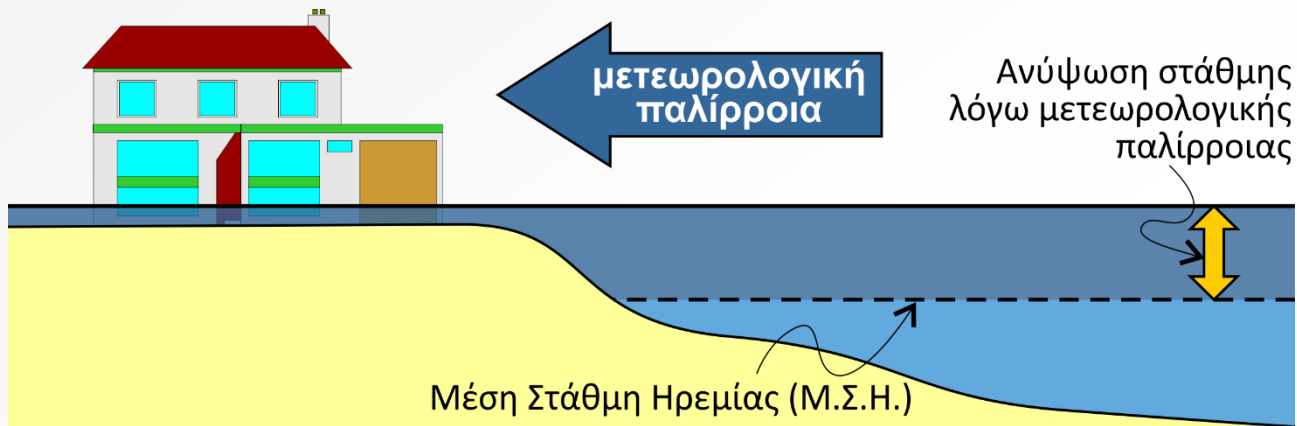 μετεωρολογική
παλίρροια
Ανύψωση στάθμης
λόγω μετεωρολογικής
παλίρροιας
Μέση Στάθμη Ηρεμίας (Μ.Σ.Η.)